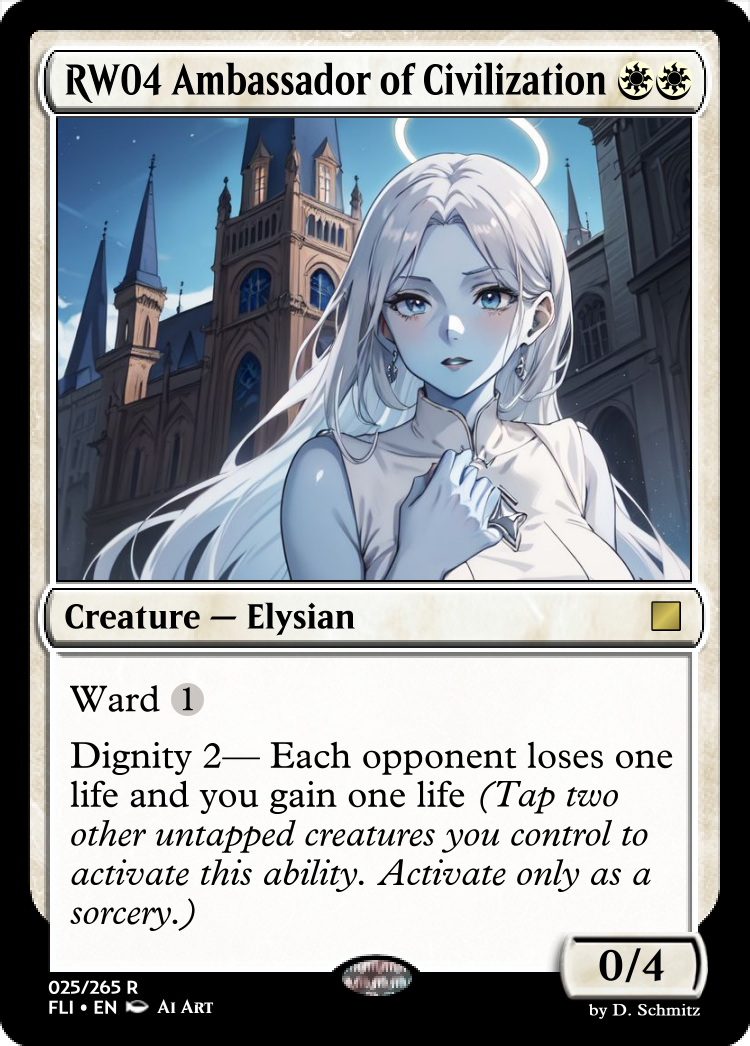 RW04 Ambassador of Civilization
Creature — Elysian
Ward 1
Dignity 2— Each opponent loses one
life and you gain one life (Tap two
other untapped creatures you control to
activate this ability. Activate only as a
sorcery.)
0/4
025/265 R
FLI • EN AI ART
by D. Schmitz